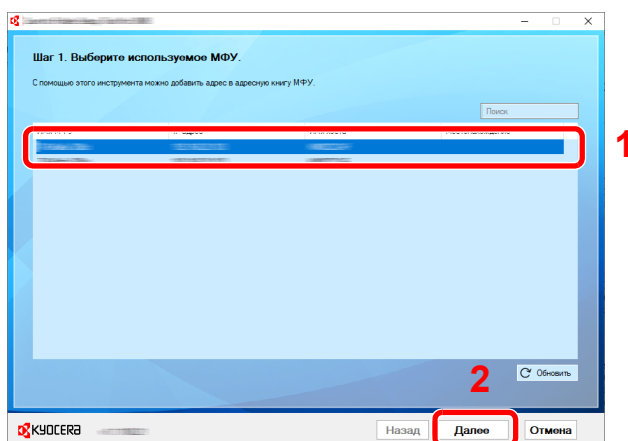 Шаг 1. Выберите используемое МФУ.
С помощью этого инструмента можно добавить адрес в адресную книгу МФУ.
Поиск
1
2
Обновить
KYOCERA
Назад Далее Отмена